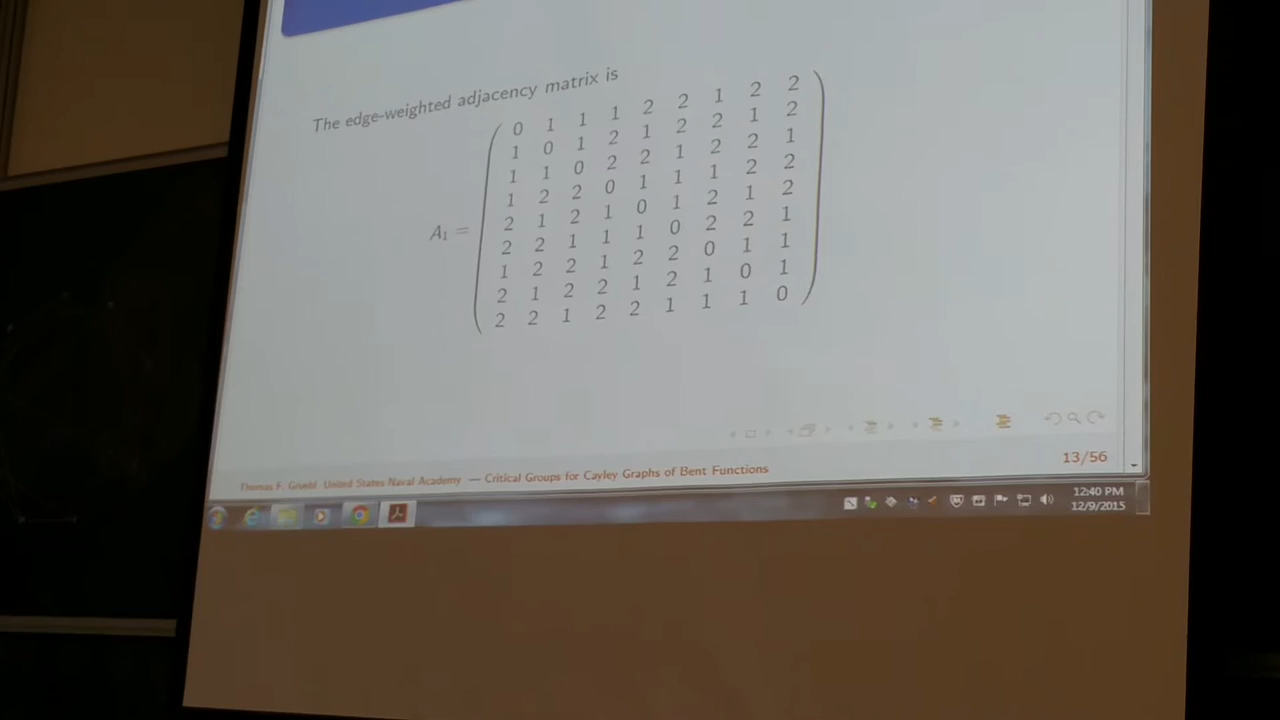 The edge-weighted adjacency matrix is
0 1 1 1 2 2 1 2 2
1 0 1 2 1 2 2 1 2
1 1 0 2 2 1 2 2 1
1 2 2 0 1 1 1 2 2
A₁ = 2 1 2 1 0 1 2 1 2
2 2 1 1 1 0 2 2 1
1 2 2 1 2 2 0 1 1
2 1 2 2 1 2 1 0 1
2 2 1 2 2 1 1 1 0
13/56
Thomas F. United States Naval Academy — Critical Groups for Cayley Graphs of Bent Functions
12:40 PM
12/9/2015